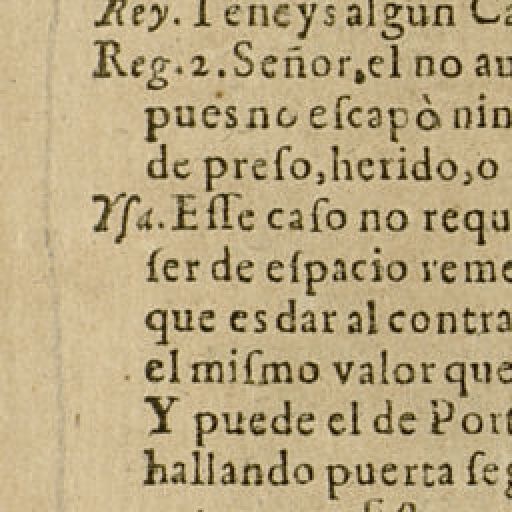 Rey. Teneys algun Ca
Reg. 2. Señor, el no au
pues no eſcapò nin
de preſo, herido, o
Yſa. Eſſe caſo no requ
ſer de eſpacio reme
que es dar al contra
el miſmo valor que
Y puede el de Port
hallando puerta ſeg